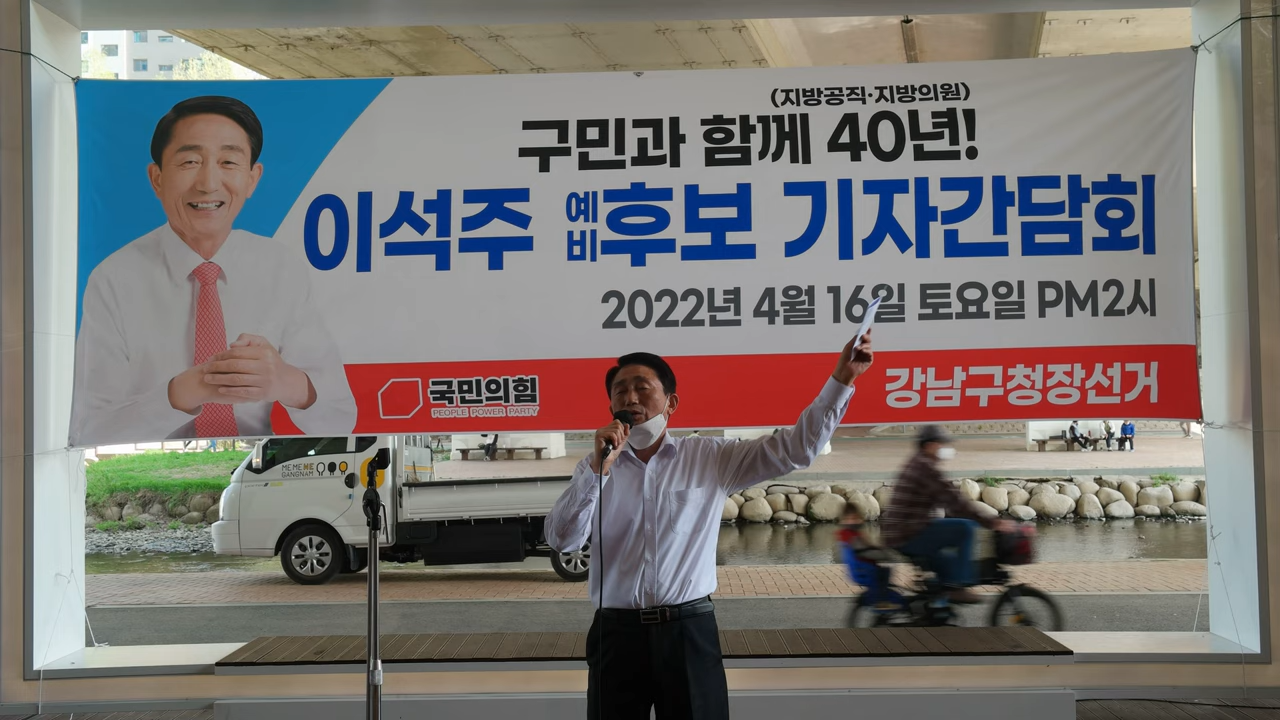 (지방공직·지방의원)
구민과 함께 40년!
이석주 예비후보 기자간담회
2022년 4월 16일 토요일 PM2시
국민의힘
PEOPLE POWER PARTY
강남구청장선거
MEMEWE
GANGNAM